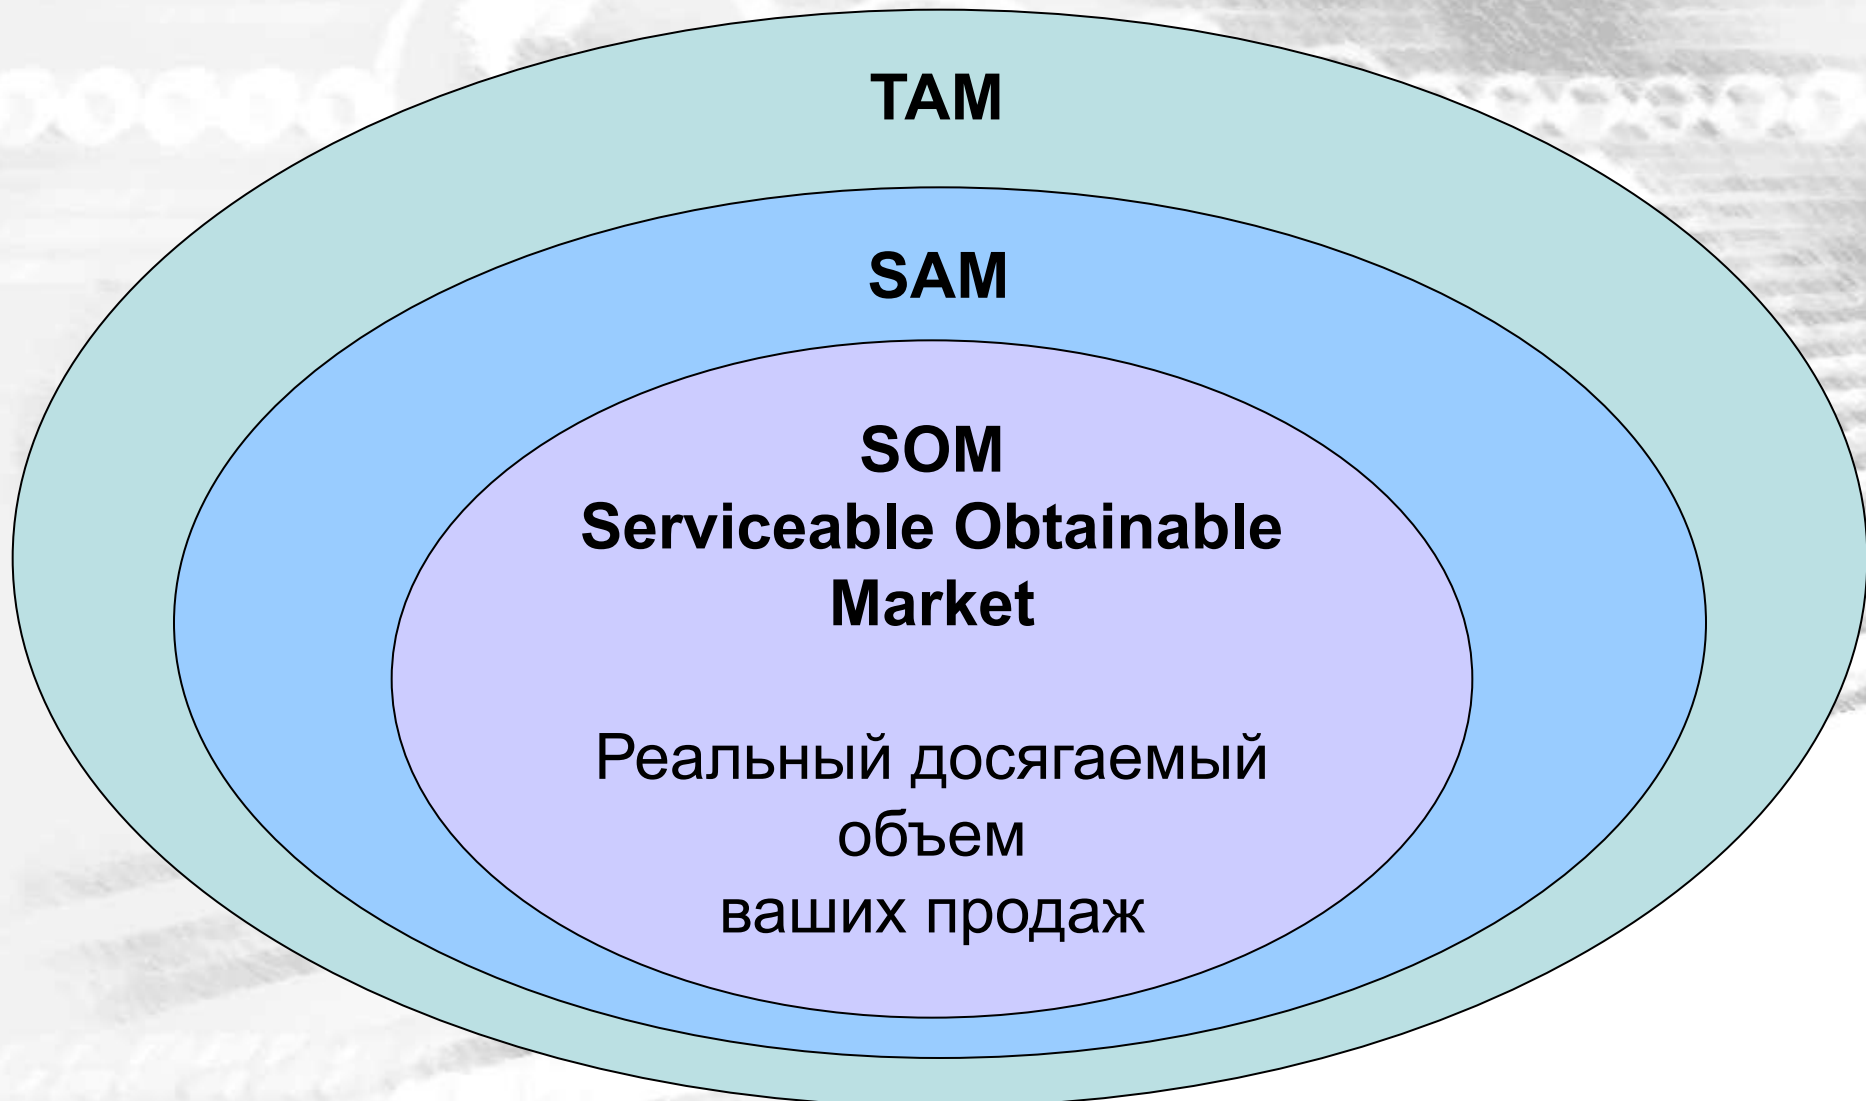 TAM
SAM
SOM
Serviceable Obtainable
Market
Реальный досягаемый
объем
ваших продаж